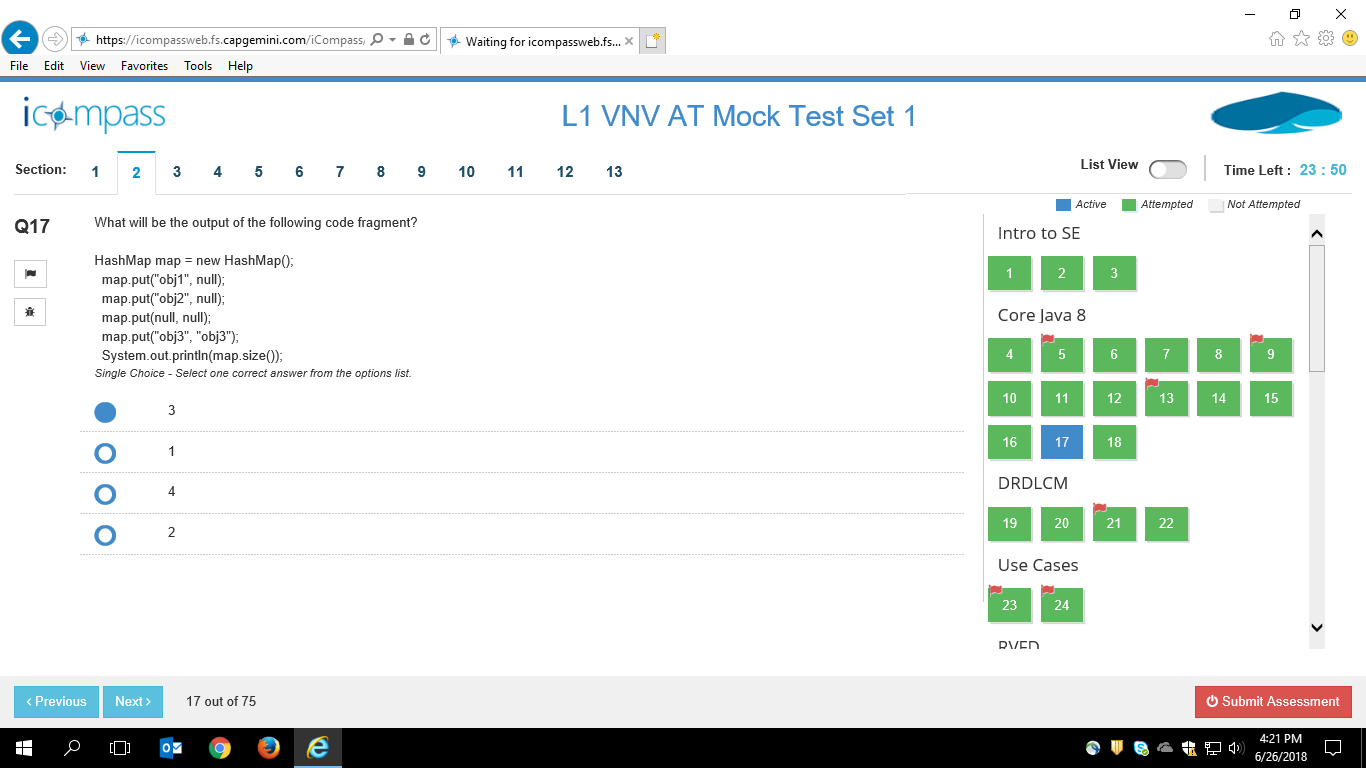 https://icompassweb.fs.capgemini.com/iCompass/
Waiting for icompassweb.fs...
File Edit View Favorites Tools Help
icompass
L1 VNV AT Mock Test Set 1
Section: 1 2 3 4 5 6 7 8 9 10 11 12 13
List View
Time Left : 23 : 50
Active Attempted Not Attempted
Q17
What will be the output of the following code fragment?
HashMap map = new HashMap();
map.put("obj1", null);
map.put("obj2", null);
map.put(null, null);
map.put("obj3", "obj3");
System.out.println(map.size());
Single Choice - Select one correct answer from the options list.
3
1
4
2
Intro to SE
1 2 3
Core Java 8
4 5 6 7 8 9
10 11 12 13 14 15
16 17 18
DRDLCM
19 20 21 22
Use Cases
23 24
‹ Previous
Next ›
17 out of 75
Submit Assessment
4:21 PM
6/26/2018